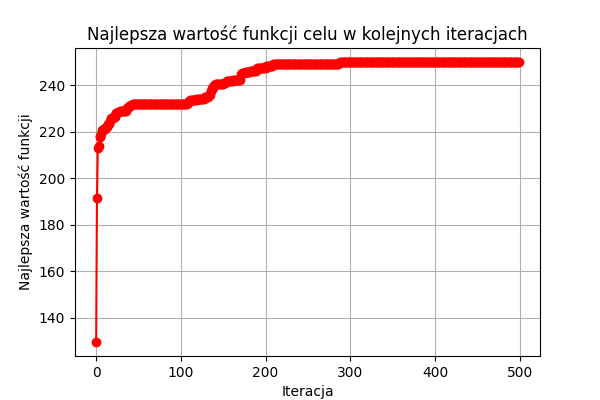 Najlepsza wartość funkcji celu w kolejnych iteracjach
Najlepsza wartość funkcji
240
220
200
180
160
140
0 100 200 300 400 500
Iteracja